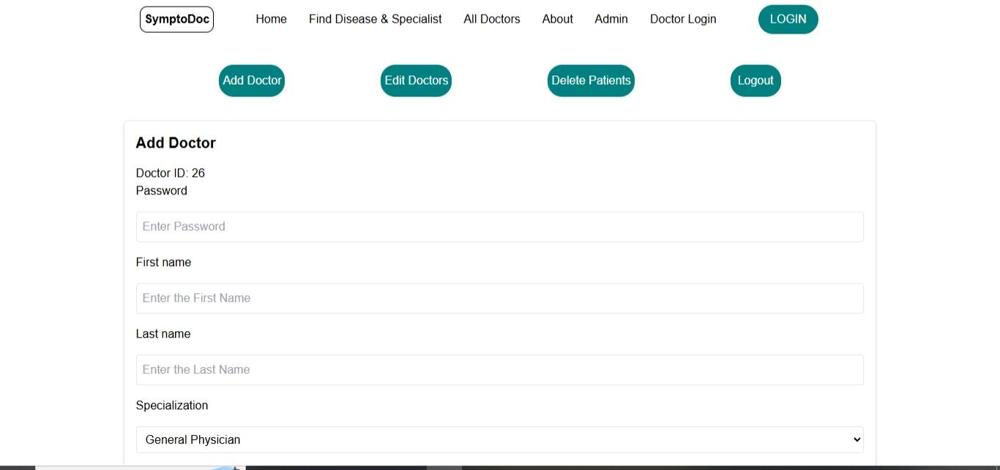 SymptoDoc Home Find Disease & Specialist All Doctors About Admin Doctor Login LOGIN
Add Doctor Edit Doctors Delete Patients Logout
Add Doctor
Doctor ID: 26
Password
Enter Password
First name
Enter the First Name
Last name
Enter the Last Name
Specialization
General Physician